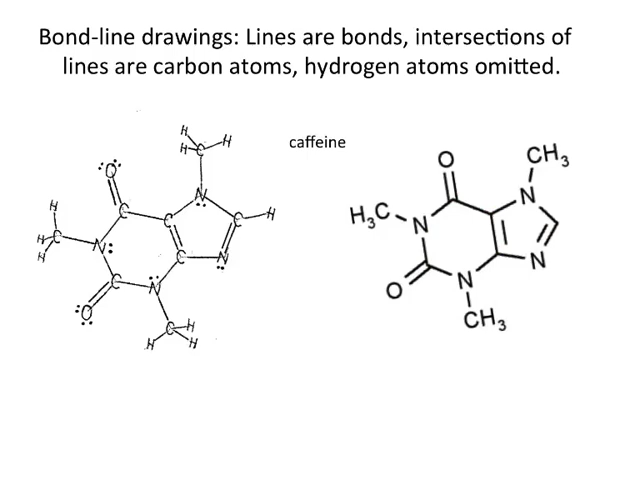 Bond-line drawings: Lines are bonds, intersections of
lines are carbon atoms, hydrogen atoms omitted.
caffeine
H
H C H
:O:
N
H
H C
H
C
C
C H
N:
C
N
C
N
:O:
C H
H H
O
CH3
N
H3C N
N
O
N
CH3